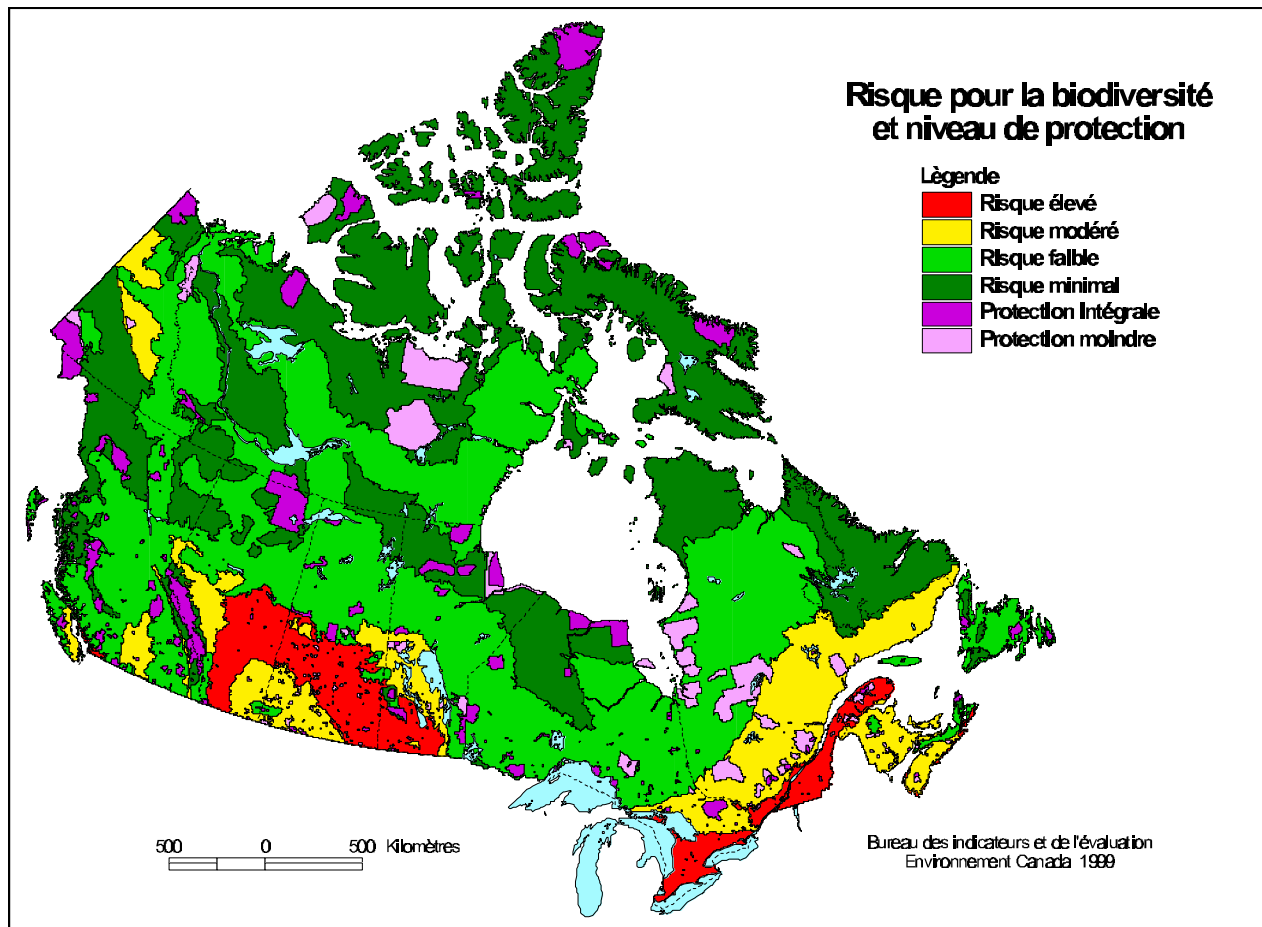 Risque pour la biodiversité
et niveau de protection
Lègende
Risque élevé
Risque modéré
Risque faible
Risque minimal
Protection Intégrale
Protection moindre
500 0 500 Kilomètres
Bureau des indicateurs et de l'évaluation
Environnement Canada 1999